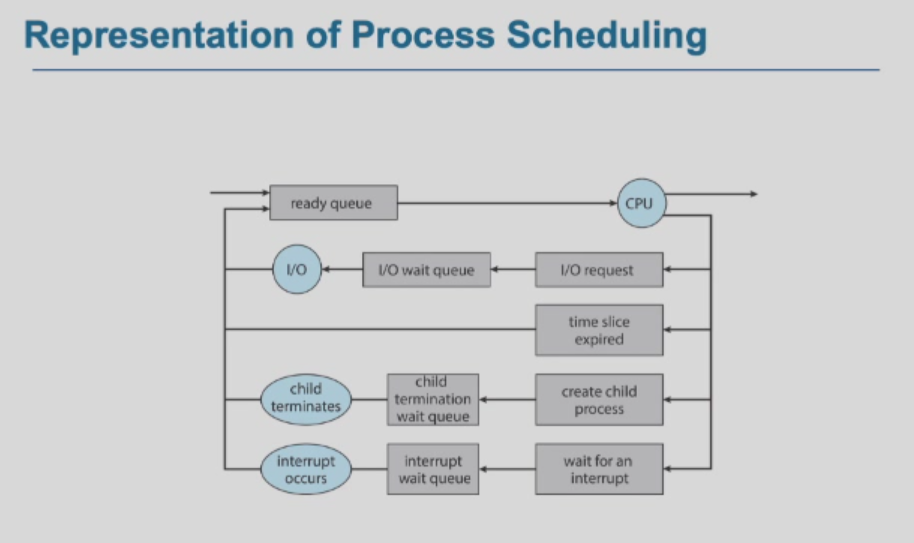 Representation of Process Scheduling
ready queue
CPU
I/O
I/O wait queue
I/O request
time slice
expired
child
terminates
child
termination
wait queue
create child
process
interrupt
occurs
interrupt
wait queue
wait for an
interrupt